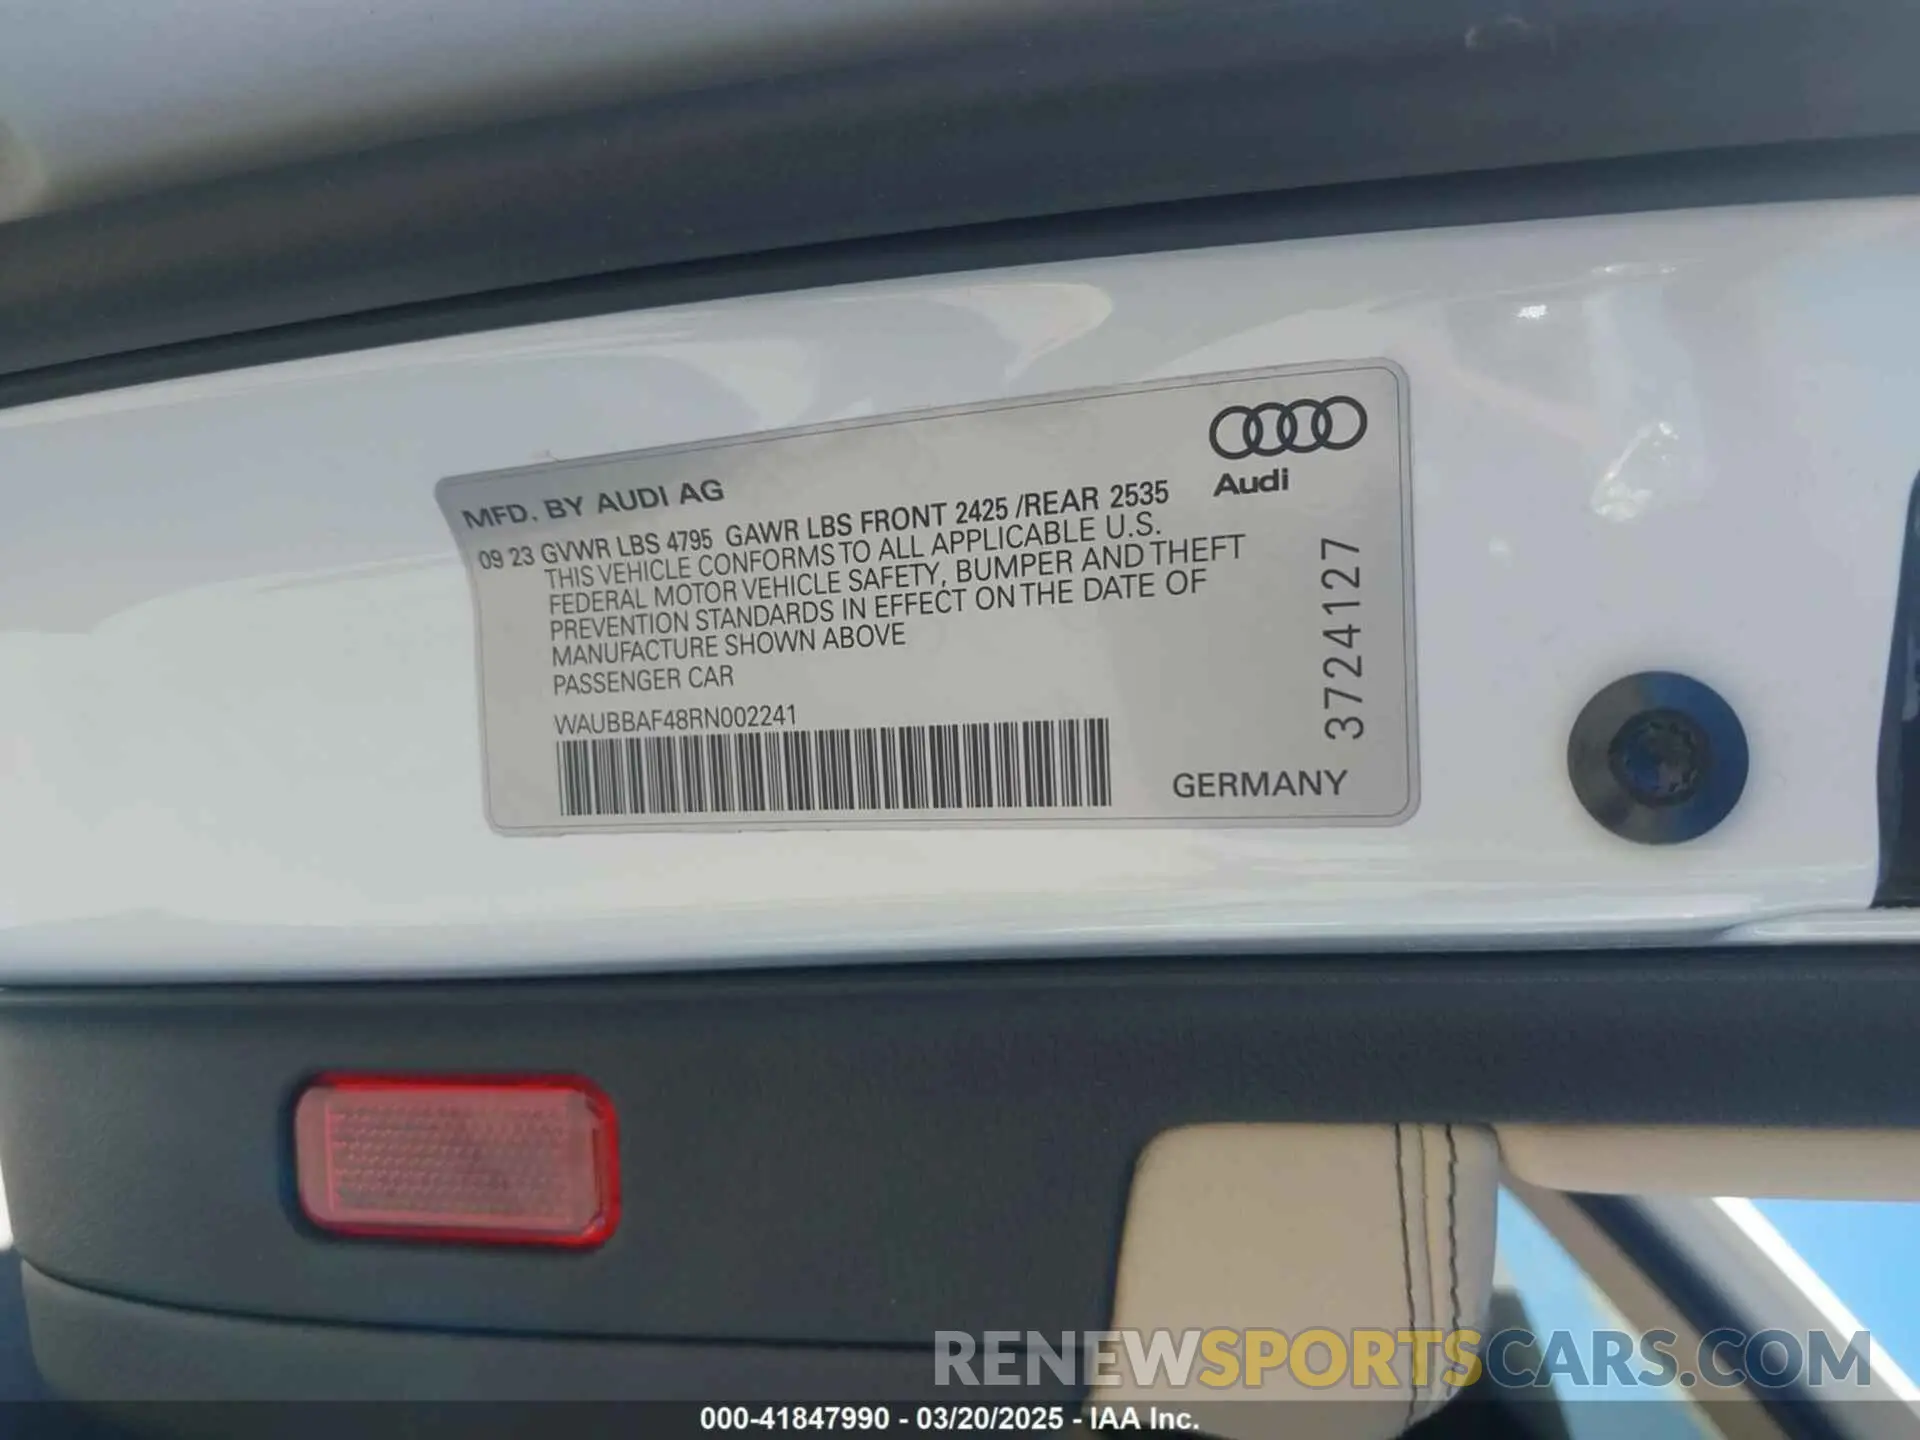 Audi
MFD. BY AUDI AG
09 23 GVWR LBS 4795 GAWR LBS FRONT 2425 /REAR 2535
THIS VEHICLE CONFORMS TO ALL APPLICABLE U.S.
FEDERAL MOTOR VEHICLE SAFETY, BUMPER AND THEFT
PREVENTION STANDARDS IN EFFECT ON THE DATE OF
MANUFACTURE SHOWN ABOVE
PASSENGER CAR
WAUBBAF48RN002241
GERMANY
3724127
RENEWSPORTSCARS.COM
000-41847990 - 03/20/2025 - IAA Inc.